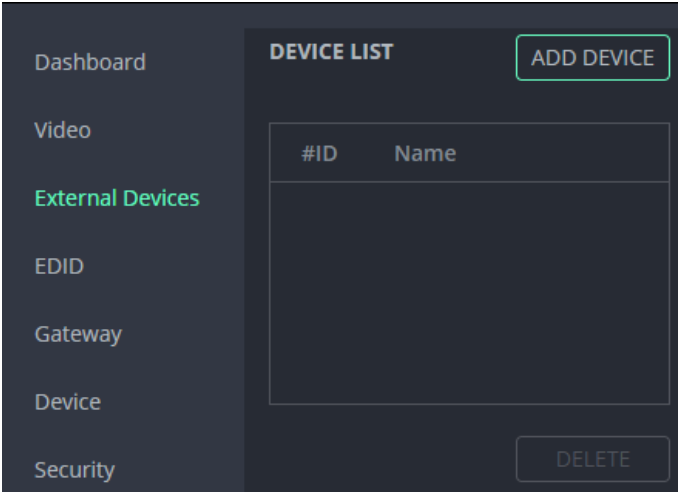 Dashboard
Video
External Devices
EDID
Gateway
Device
Security
DEVICE LIST
ADD DEVICE
#ID Name
DELETE